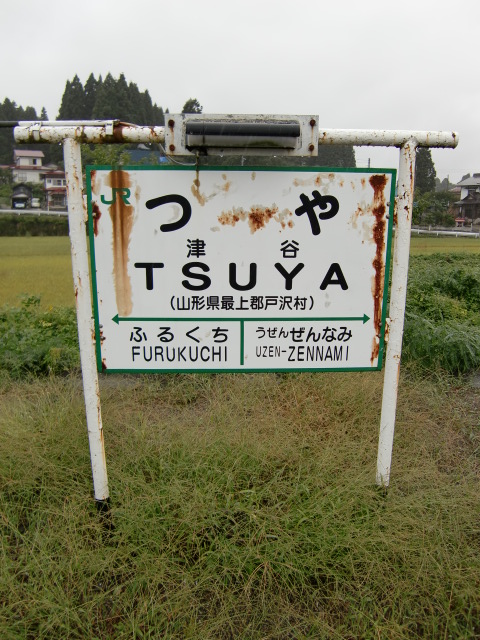 JR
つや
津谷
TSUYA
(山形県最上郡戸沢村)
ふるくち うぜんぜんなみ
FURUKUCHI UZEN-ZENNAMI